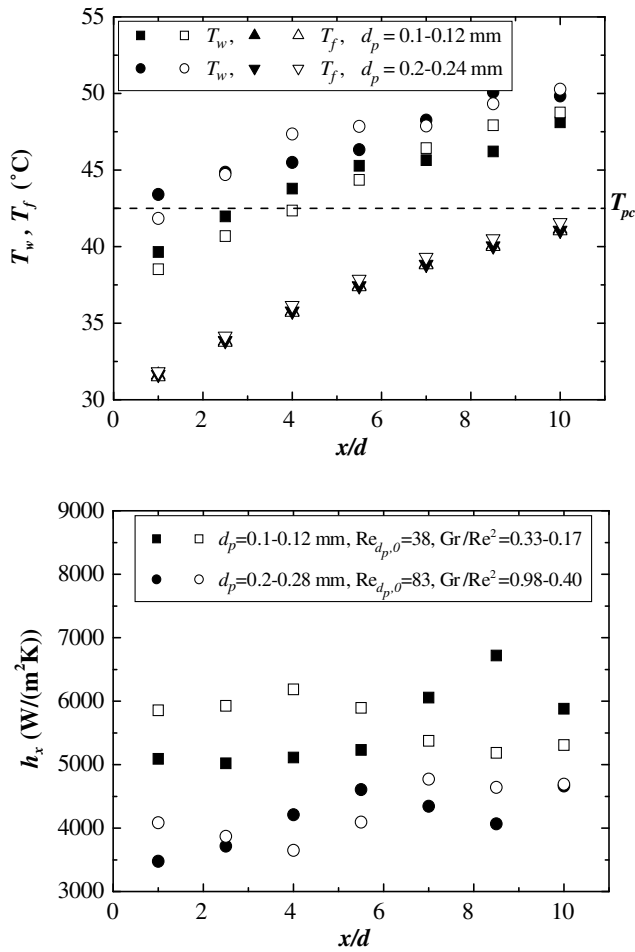 55
T_w, T_f, d_p = 0.1-0.12 mm
T_w, T_f, d_p = 0.2-0.24 mm
50
45
T_w, T_f (°C)
T_pc
40
35
30
0 2 4 6 8 10
x/d
9000
d_p=0.1-0.12 mm, Re_{d_p,0}=38, Gr/Re²=0.33-0.17
d_p=0.2-0.28 mm, Re_{d_p,0}=83, Gr/Re²=0.98-0.40
8000
7000
h_x (W/(m²K))
6000
5000
4000
3000
0 2 4 6 8 10
x/d